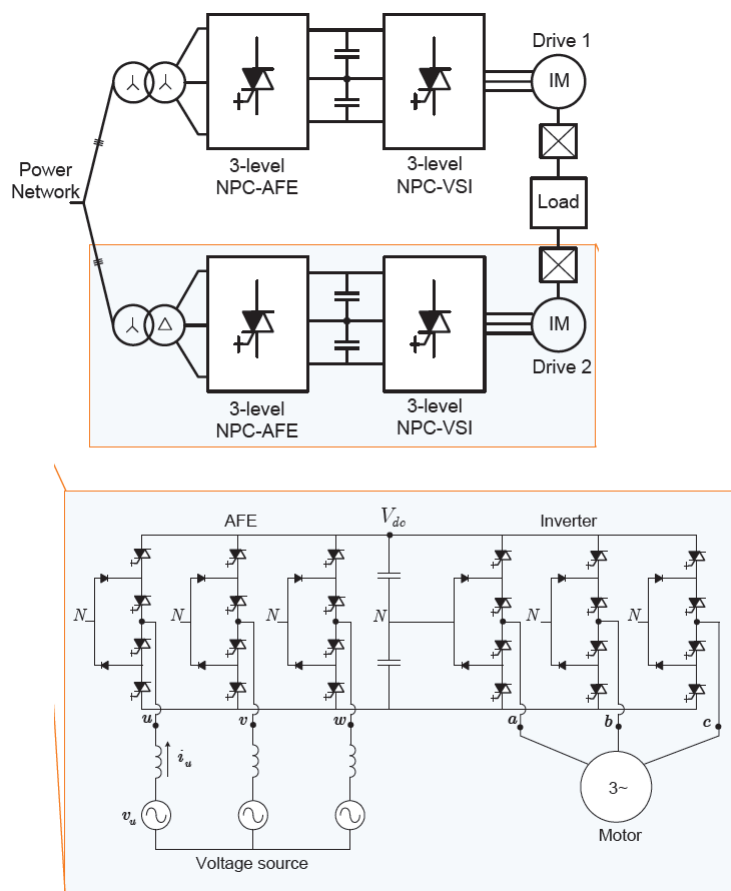 Drive 1
IM
3-level
NPC-AFE
3-level
NPC-VSI
Power
Network
Load
IM
Drive 2
3-level
NPC-AFE
3-level
NPC-VSI
AFE
V_dc
Inverter
N
N
N
N
N
N
u
v
w
a
b
c
i_u
3~
v_u
Motor
Voltage source